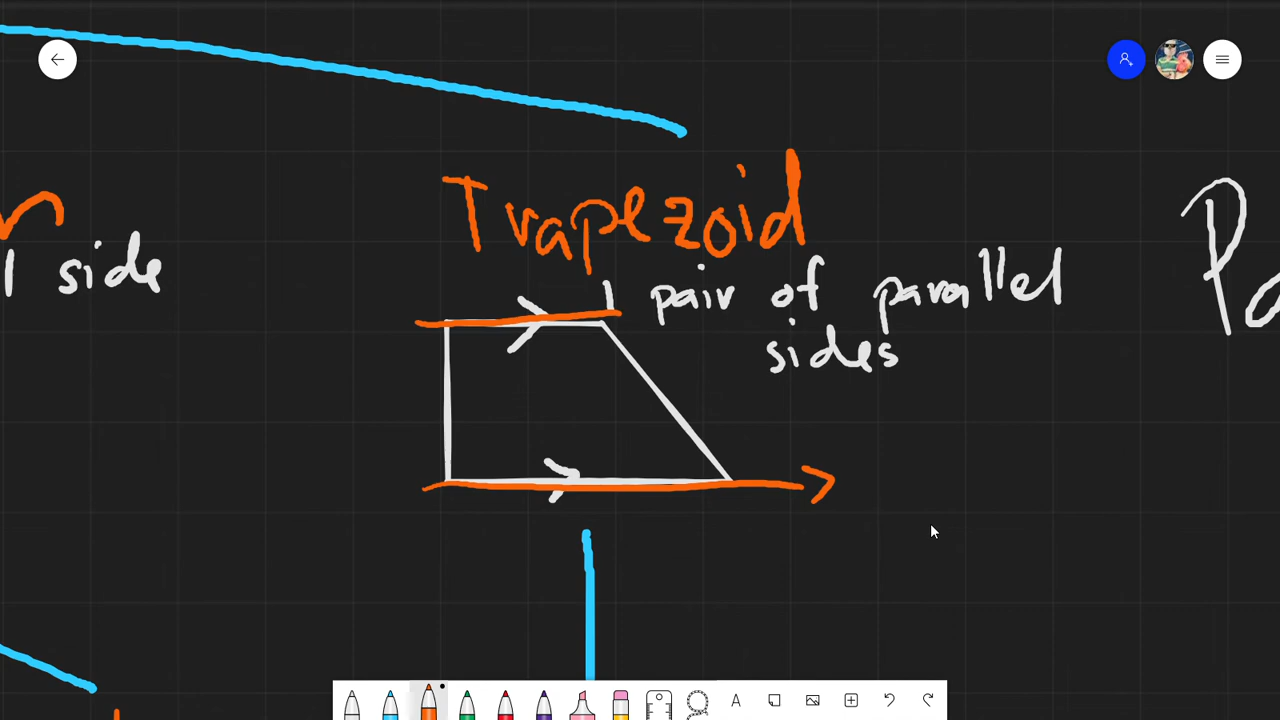 Trapezoid
1 pair of parallel
sides
side
A